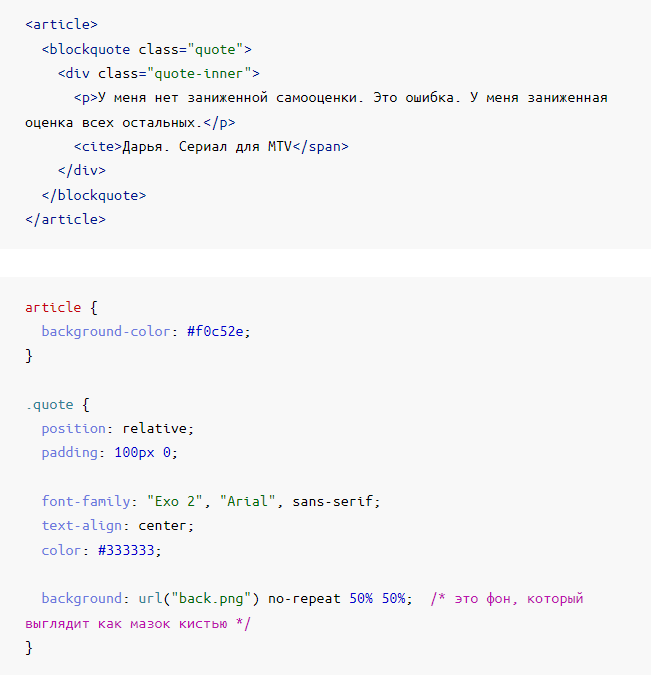 <article>
  <blockquote class="quote">
    <div class="quote-inner">
      <p>У меня нет заниженной самооценки. Это ошибка. У меня заниженная
оценка всех остальных.</p>
      <cite>Дарья. Сериал для MTV</span>
    </div>
  </blockquote>
</article>
article {
  background-color: #f0c52e;
}
.quote {
  position: relative;
  padding: 100px 0;
  font-family: "Exo 2", "Arial", sans-serif;
  text-align: center;
  color: #333333;
  background: url("back.png") no-repeat 50% 50%;  /* это фон, который
выглядит как мазок кистью */
}